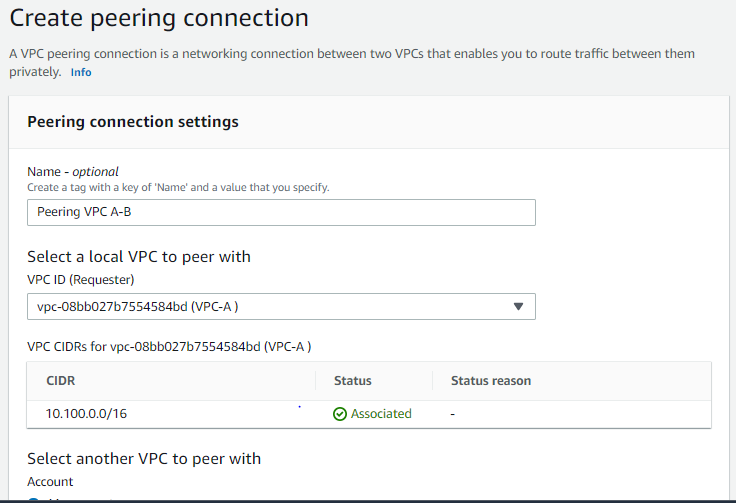 Create peering connection
A VPC peering connection is a networking connection between two VPCs that enables you to route traffic between them
privately. Info
Peering connection settings
Name - optional
Create a tag with a key of 'Name' and a value that you specify.
Peering VPC A-B
Select a local VPC to peer with
VPC ID (Requester)
vpc-08bb027b7554584bd (VPC-A )
VPC CIDRs for vpc-08bb027b7554584bd (VPC-A )
CIDR Status Status reason
10.100.0.0/16 Associated -
Select another VPC to peer with
Account